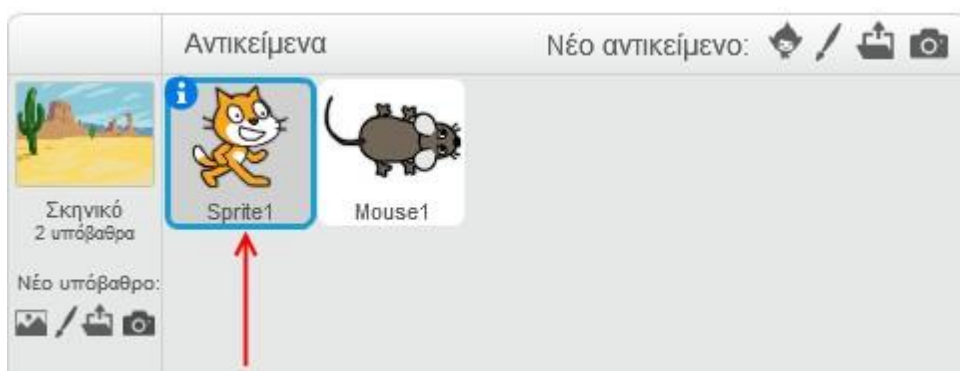 Αντικείμενα
Νέο αντικείμενο:
Σκηνικό
2 υπόβαθρα
Νέο υπόβαθρο:
i
Sprite1
Mouse1